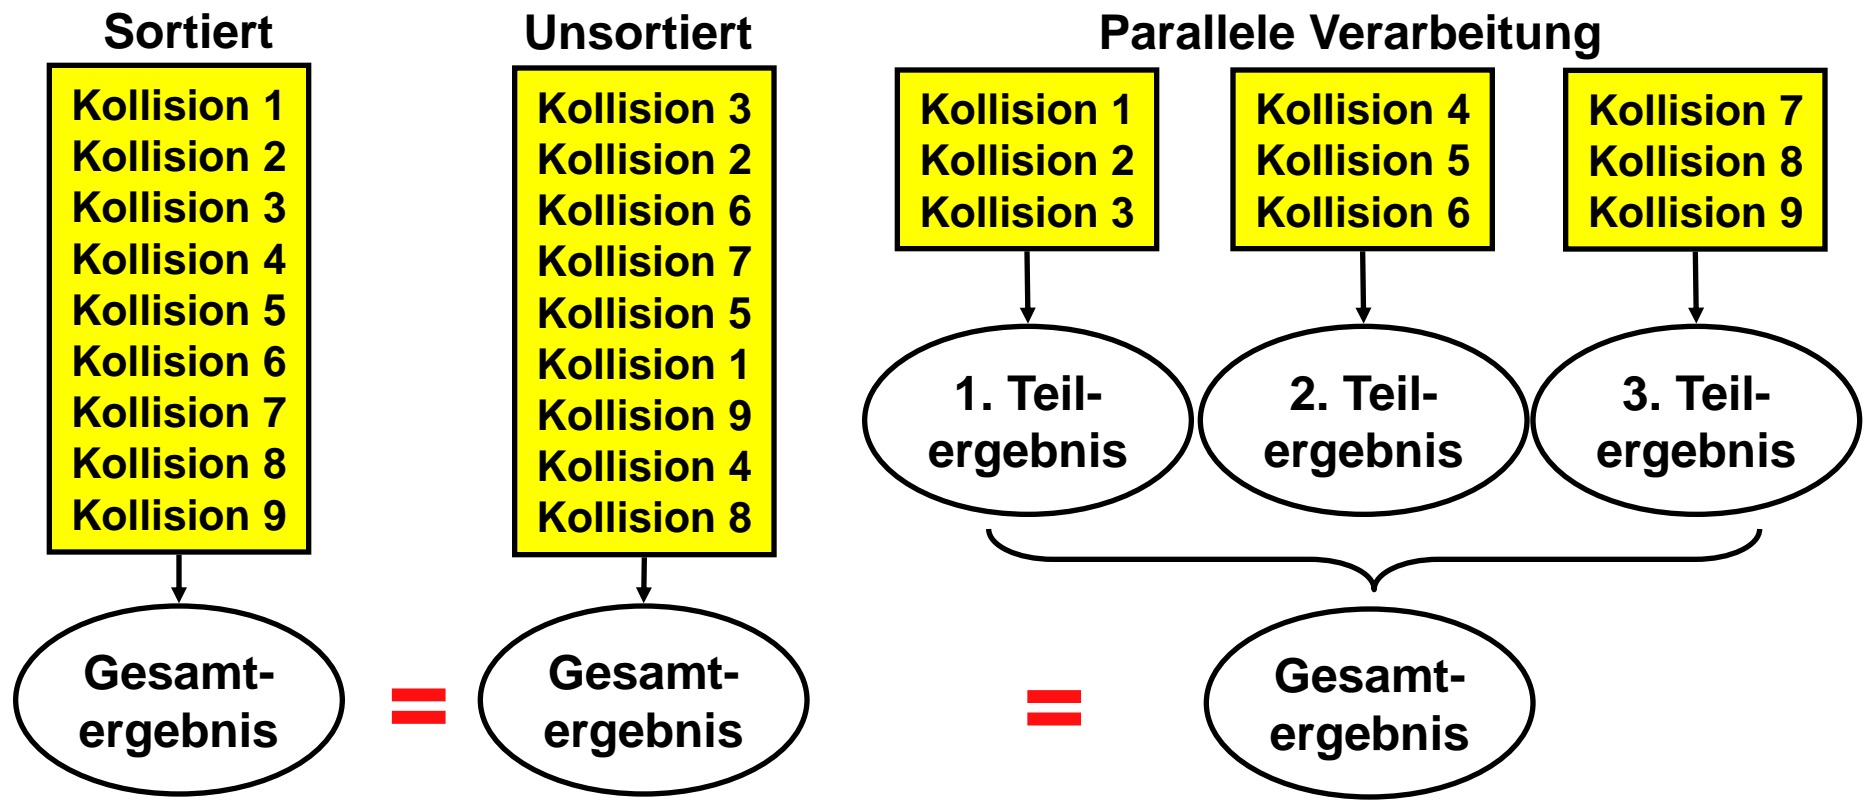 Sortiert
Kollision 1
Kollision 2
Kollision 3
Kollision 4
Kollision 5
Kollision 6
Kollision 7
Kollision 8
Kollision 9
Gesamt-
ergebnis
=
Unsortiert
Kollision 3
Kollision 2
Kollision 6
Kollision 7
Kollision 5
Kollision 1
Kollision 9
Kollision 4
Kollision 8
Gesamt-
ergebnis
=
Parallele Verarbeitung
Kollision 1
Kollision 2
Kollision 3
Kollision 4
Kollision 5
Kollision 6
Kollision 7
Kollision 8
Kollision 9
1. Teil-
ergebnis
2. Teil-
ergebnis
3. Teil-
ergebnis
Gesamt-
ergebnis